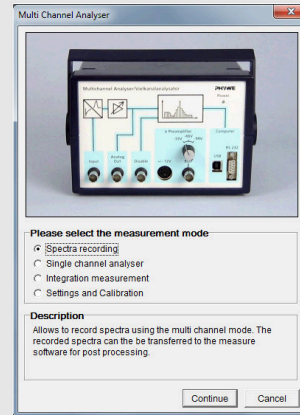 Multi Channel Analyser
Multichannel Analyser/Vielkanalanalysator
PHYWE
Power
Computer
Input
Analog
Out
USB
RS 232
Please select the measurement mode
Spectra recording
Single channel analyser
Integration measurement
Settings and Calibration
Description
Allows to record spectra using the multi channel mode. The
recorded spectra can the be transferred to the measure
software for post processing.
Continue
Cancel